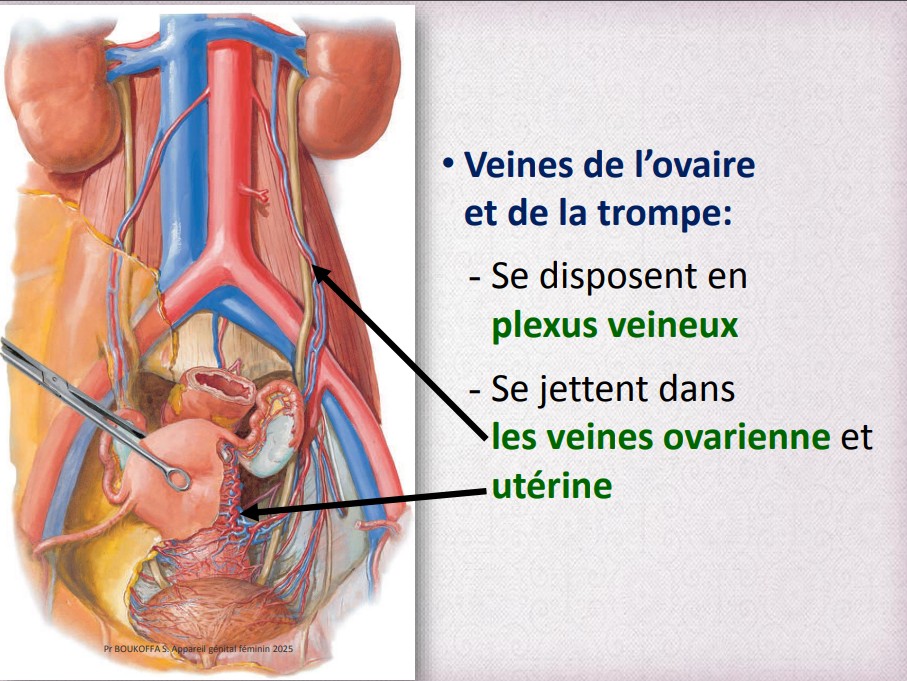 • Veines de l’ovaire
et de la trompe:
- Se disposent en
plexus veineux
- Se jettent dans
les veines ovarienne et
utérine
Pr BOUKOFFA S: Appareil génital féminin 2025